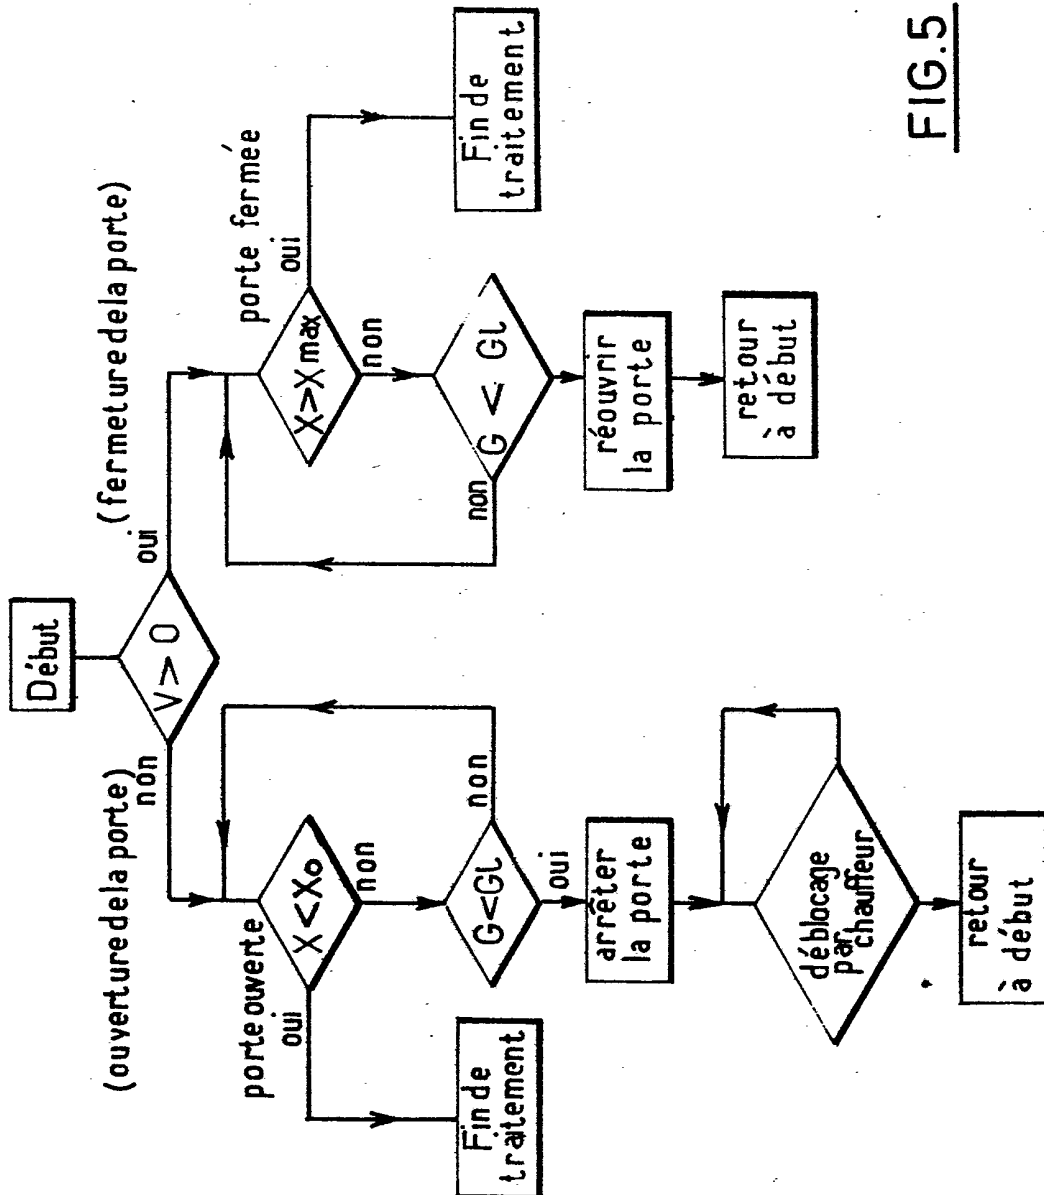 Début
V > 0
(ouverture de la porte)
non
oui
(fermeture de la porte)
porte ouverte
oui
X < Xo
non
porte fermée
oui
X > X max
non
Fin de
traitement
G < Gl
non
oui
non
G < Gl
Fin de
traitement
arrêter
la porte
réouvrir
la porte
déblocage
par
chauffeur
retour
à début
retour
à début
FIG.5